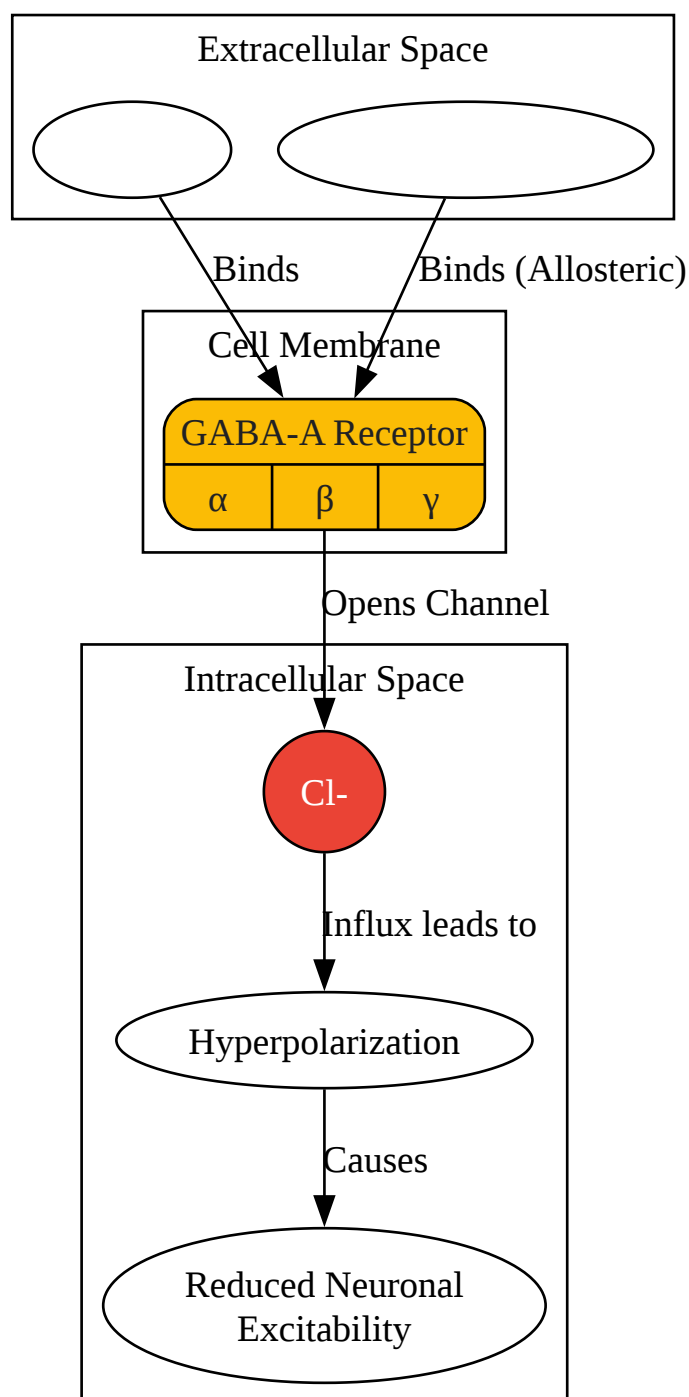 Extracellular Space
Binds
Binds (Allosteric)
Cell Membrane
GABA-A Receptor
α
β
γ
Opens Channel
Intracellular Space
Cl-
Influx leads to
Hyperpolarization
Causes
Reduced Neuronal
Excitability